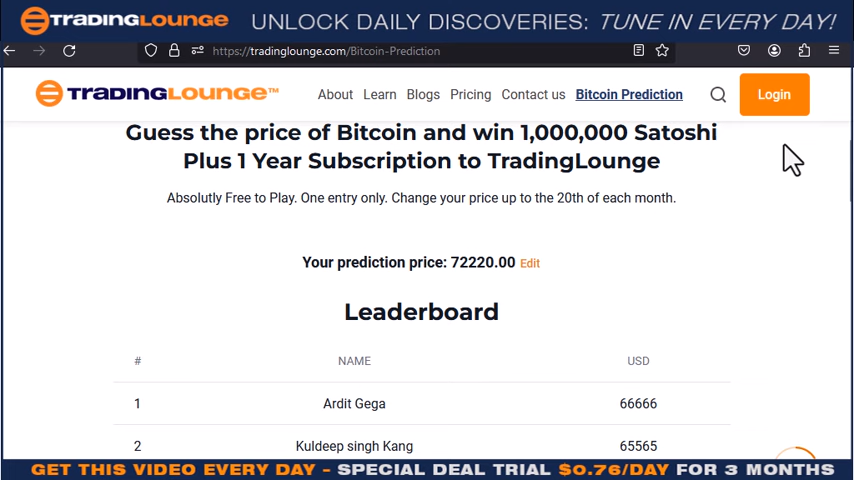 TRADINGLOUNGE UNLOCK DAILY DISCOVERIES: TUNE IN EVERY DAY!
https://tradinglounge.com/Bitcoin-Prediction
TRADINGLOUNGE™ About Learn Blogs Pricing Contact us Bitcoin Prediction Login
Guess the price of Bitcoin and win 1,000,000 Satoshi
Plus 1 Year Subscription to TradingLounge
Absolutly Free to Play. One entry only. Change your price up to the 20th of each month.
Your prediction price: 72220.00 Edit
Leaderboard
# NAME USD
1 Ardit Gega 66666
2 Kuldeep singh Kang 65565
GET THIS VIDEO EVERY DAY - SPECIAL DEAL TRIAL $0.76/DAY FOR 3 MONTHS